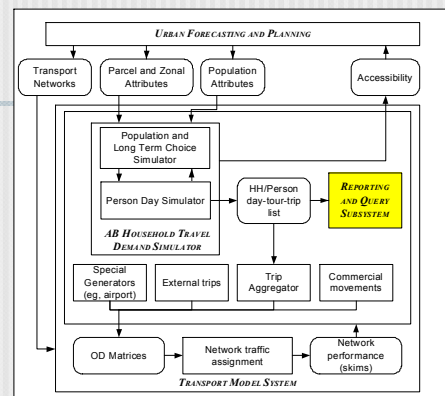 URBAN FORECASTING AND PLANNING
Transport
Networks
Parcel and Zonal
Attributes
Population
Attributes
Accessibility
Population and
Long Term Choice
Simulator
Person Day Simulator
AB HOUSEHOLD TRAVEL
DEMAND SIMULATOR
HH/Person
day-tour-trip
list
REPORTING
AND QUERY
SUBSYSTEM
Special
Generators
(eg, airport)
External trips
Trip
Aggregator
Commercial
movements
OD Matrices
Network traffic
assignment
Network
performance
(skims)
TRANSPORT MODEL SYSTEM